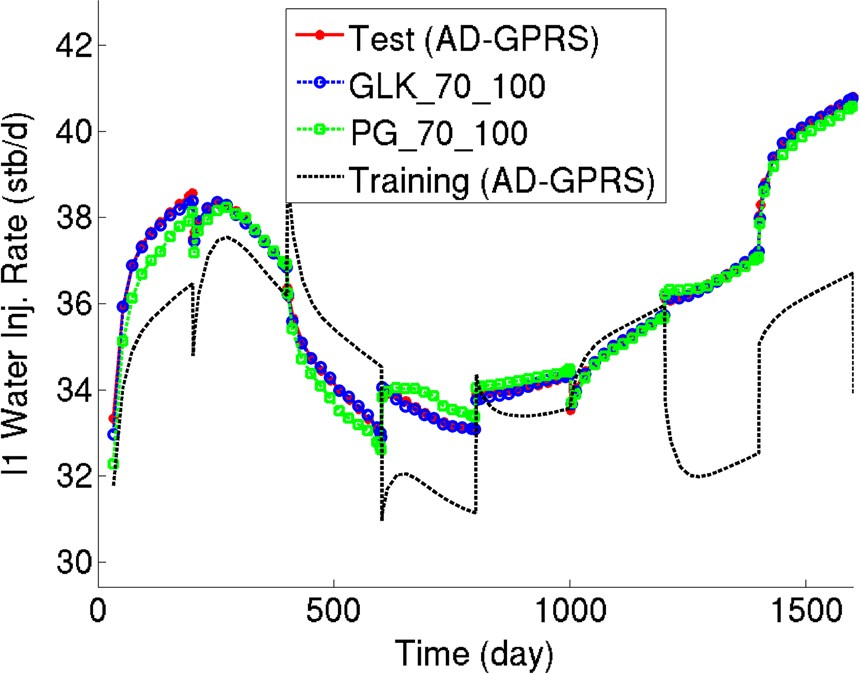 42
40
38
36
34
32
30
I1 Water Inj. Rate (stb/d)
Test (AD-GPRS)
GLK_70_100
PG_70_100
Training (AD-GPRS)
0 500 1000 1500
Time (day)